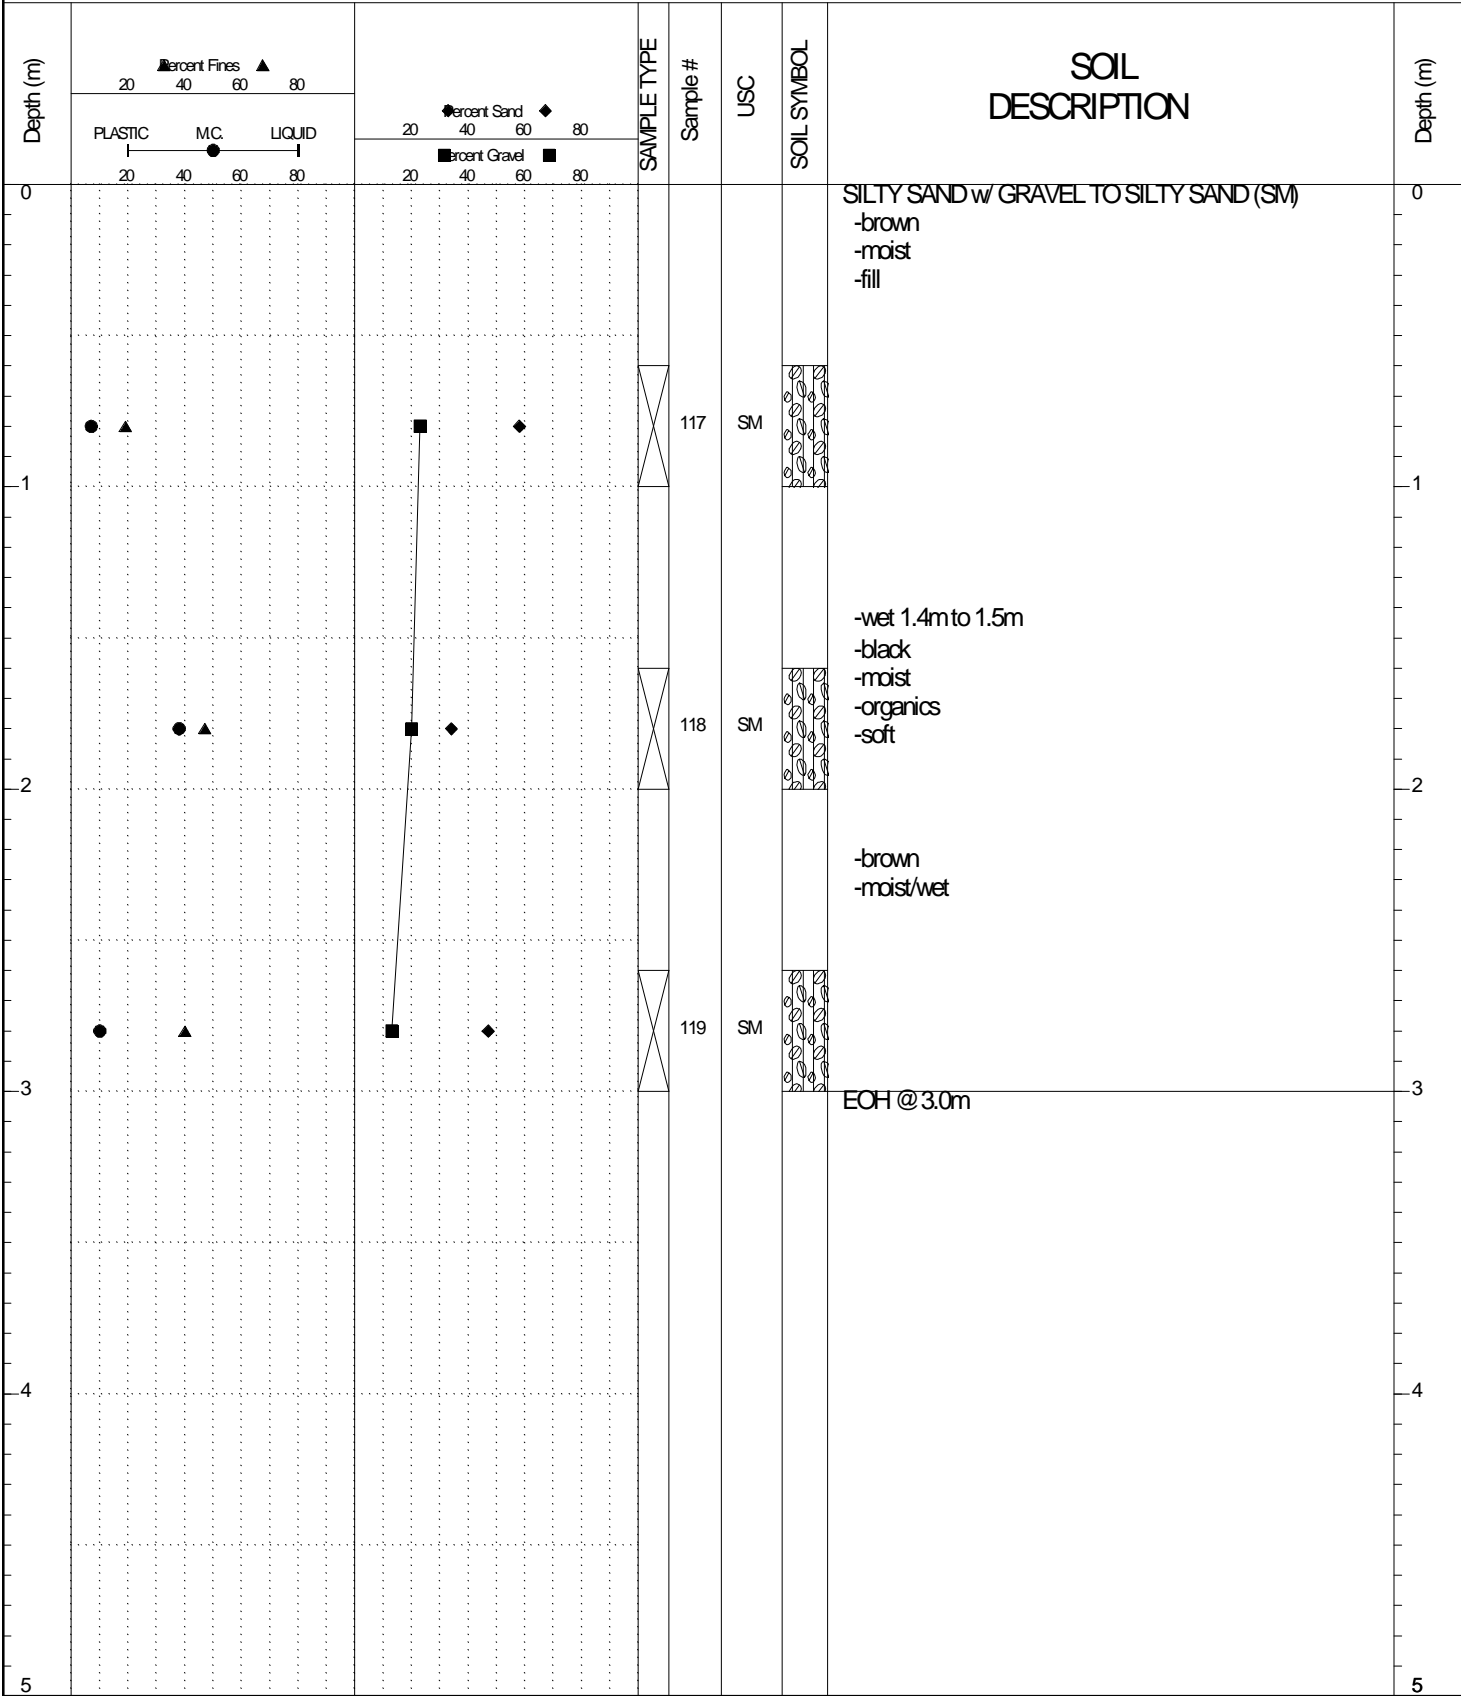 Depth (m)
Percent Fines
20 40 60 80
PLASTIC M.C. LIQUID
20 40 60 80
Percent Sand
20 40 60 80
Percent Gravel
20 40 60 80
SAMPLE TYPE
Sample #
USC
SOIL SYMBOL
SOIL
DESCRIPTION
Depth (m)
0 SILTY SAND w/ GRAVEL TO SILTY SAND (SM) 0
-brown
-moist
-fill
117 SM
1 1
-wet 1.4m to 1.5m
-black
-moist
-organics
118 SM -soft
2 2
-brown
-moist/wet
119 SM
3 3
EOH @ 3.0m
4 4
5 5